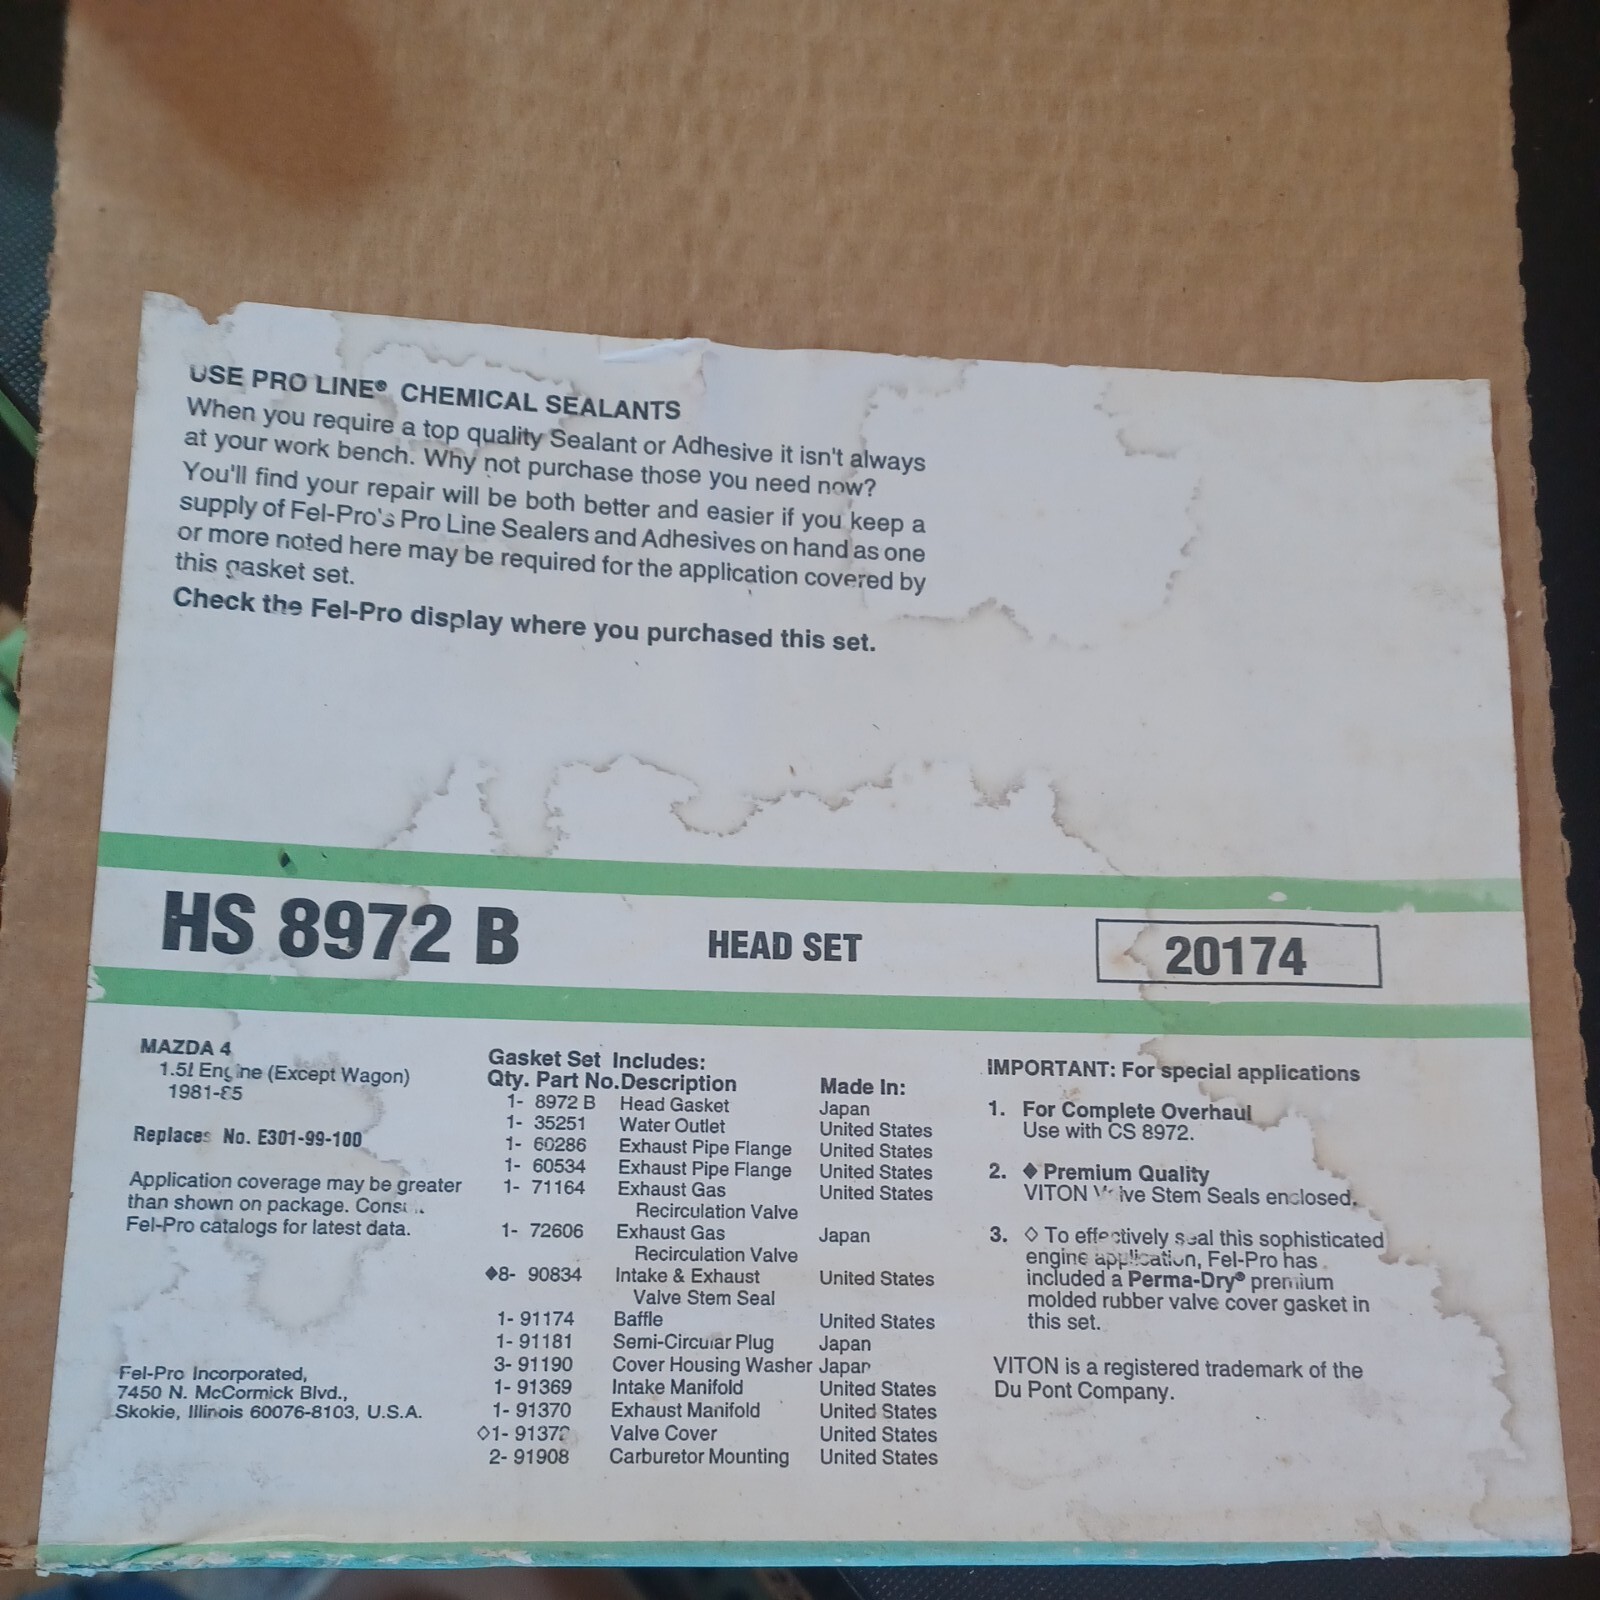 USE PRO LINE® CHEMICAL SEALANTS
When you require a top quality Sealant or Adhesive it isn't always
at your work bench. Why not purchase those you need now?
You'll find your repair will be both better and easier if you keep a
supply of Fel-Pro's Pro Line Sealers and Adhesives on hand as one
or more noted here may be required for the application covered by
this gasket set.
Check the Fel-Pro display where you purchased this set.
HS 8972 B HEAD SET 20174
MAZDA 4
1.5l Engine (Except Wagon)
1981-85
Replaces No. E301-99-100
Application coverage may be greater
than shown on package.
Fel-Pro catalogs for latest data.
Fel-Pro Incorporated,
7450 N. McCormick Blvd.,
Skokie, Illinois 60076-8103, U.S.A.
Gasket Set Includes:
Qty. Part No. Description Made In:
1- 8972 B Head Gasket Japan
1- 35251 Water Outlet United States
1- 60286 Exhaust Pipe Flange United States
1- 60534 Exhaust Pipe Flange United States
1- 71164 Exhaust Gas United States
Recirculation Valve
1- 72606 Exhaust Gas Japan
Recirculation Valve
◆8- 90834 Intake & Exhaust United States
Valve Stem Seal
1- 91174 Baffle United States
1- 91181 Semi-Circular Plug Japan
3- 91190 Cover Housing Washer Japan
1- 91369 Intake Manifold United States
1- 91370 Exhaust Manifold United States
◇1- Valve Cover United States
2- 91908 Carburetor Mounting United States
IMPORTANT: For special applications
1. For Complete Overhaul
Use with CS 8972.
2. ◆ Premium Quality
VITON Valve Stem Seals enclosed.
3. ◇ To effectively seal this sophisticated
engine application, Fel-Pro has
included a Perma-Dry® premium
molded rubber valve cover gasket in
this set.
VITON is a registered trademark of the
Du Pont Company.